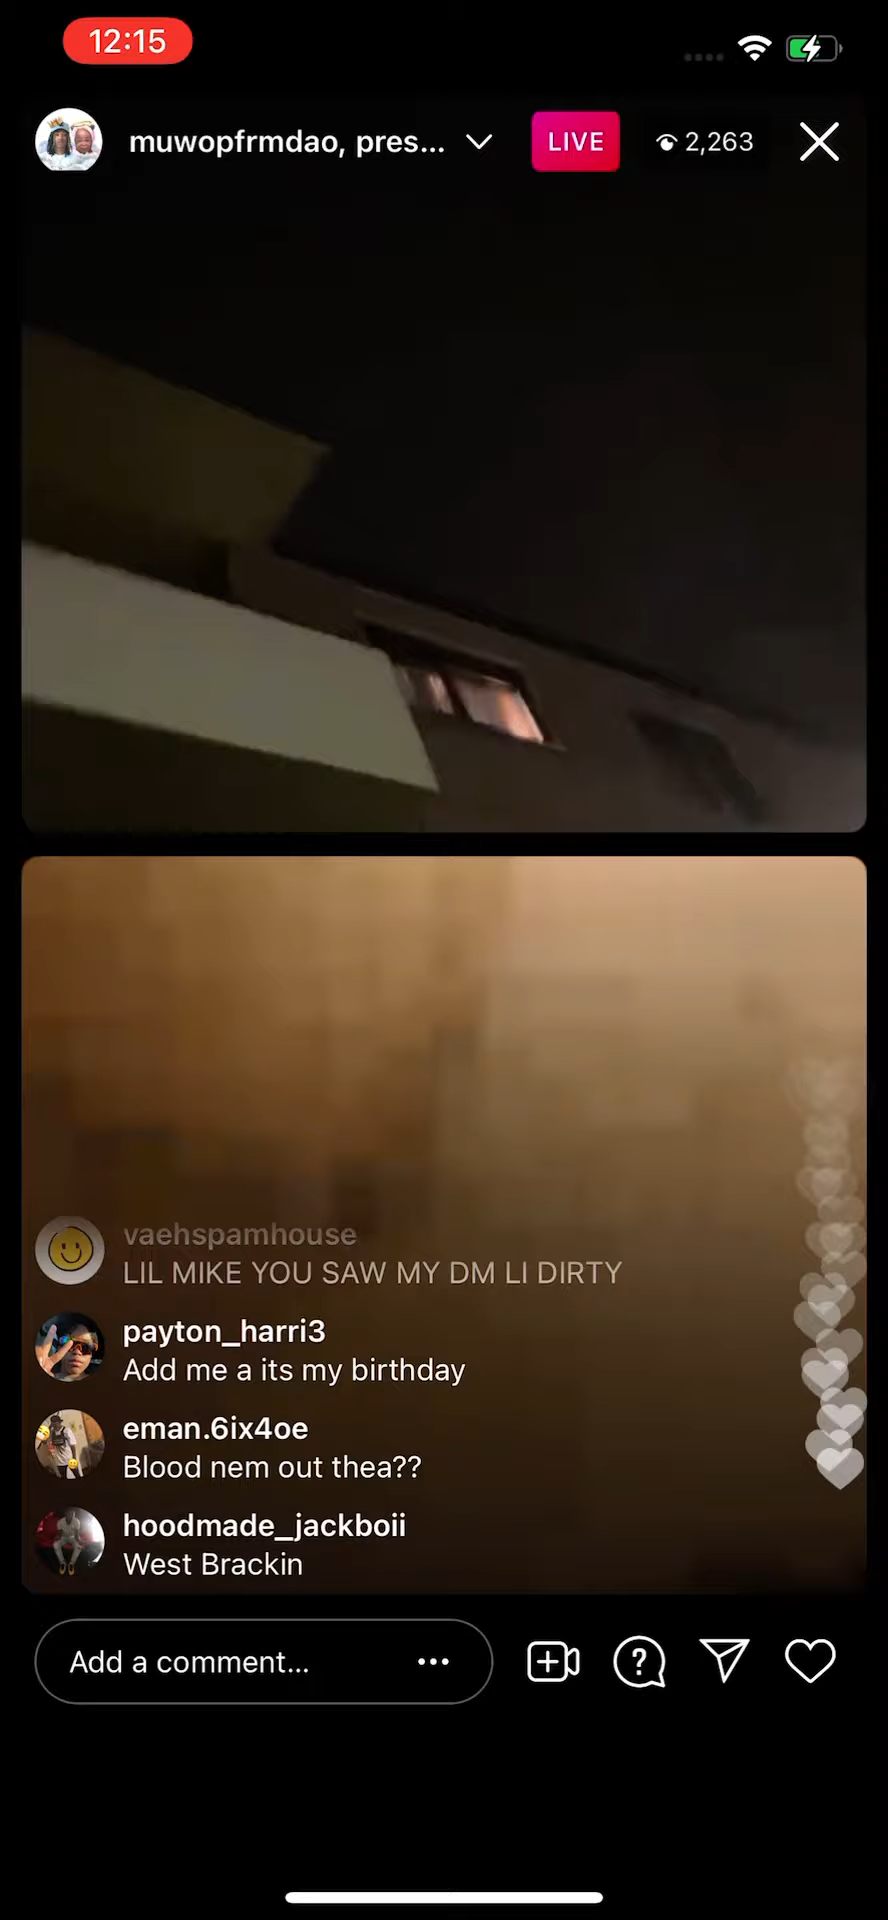 12:15
muwopfrmdao, pres...
LIVE
2,263
vaehspamhouse
LIL MIKE YOU SAW MY DM LI DIRTY
payton_harri3
Add me a its my birthday
eman.6ix4oe
Blood nem out thea??
hoodmade_jackboii
West Brackin
Add a comment...